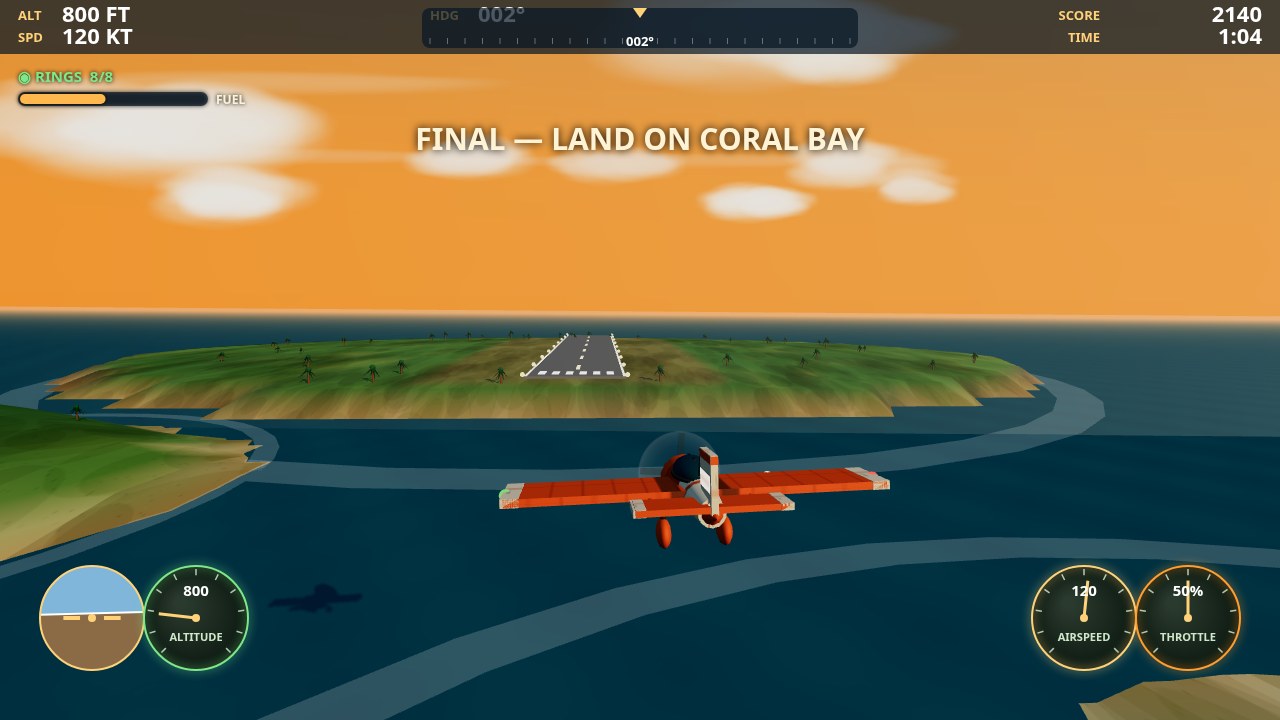 ALT 800 FT
SPD 120 KT
HDG 002°
002°
SCORE 2140
TIME 1:04
RINGS 8/8
FUEL
FINAL — LAND ON CORAL BAY
800
ALTITUDE
120
AIRSPEED
50%
THROTTLE